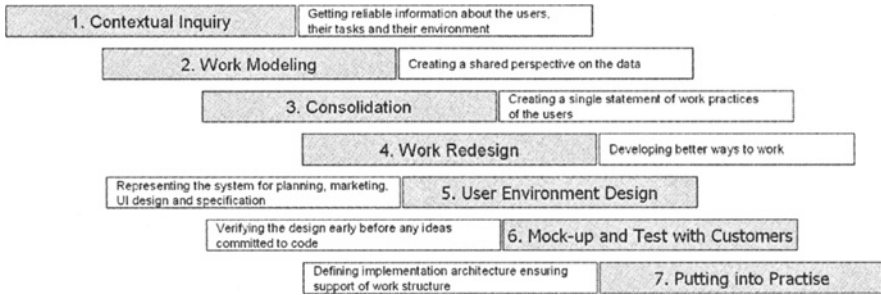 1. Contextual Inquiry
Getting reliable information about the users,
their tasks and their environment
2. Work Modeling
Creating a shared perspective on the data
3. Consolidation
Creating a single statement of work practices
of the users
4. Work Redesign
Developing better ways to work
Representing the system for planning, marketing,
UI design and specification
5. User Environment Design
Verifying the design early before any ideas
committed to code
6. Mock-up and Test with Customers
Defining implementation architecture ensuring
support of work structure
7. Putting into Practise